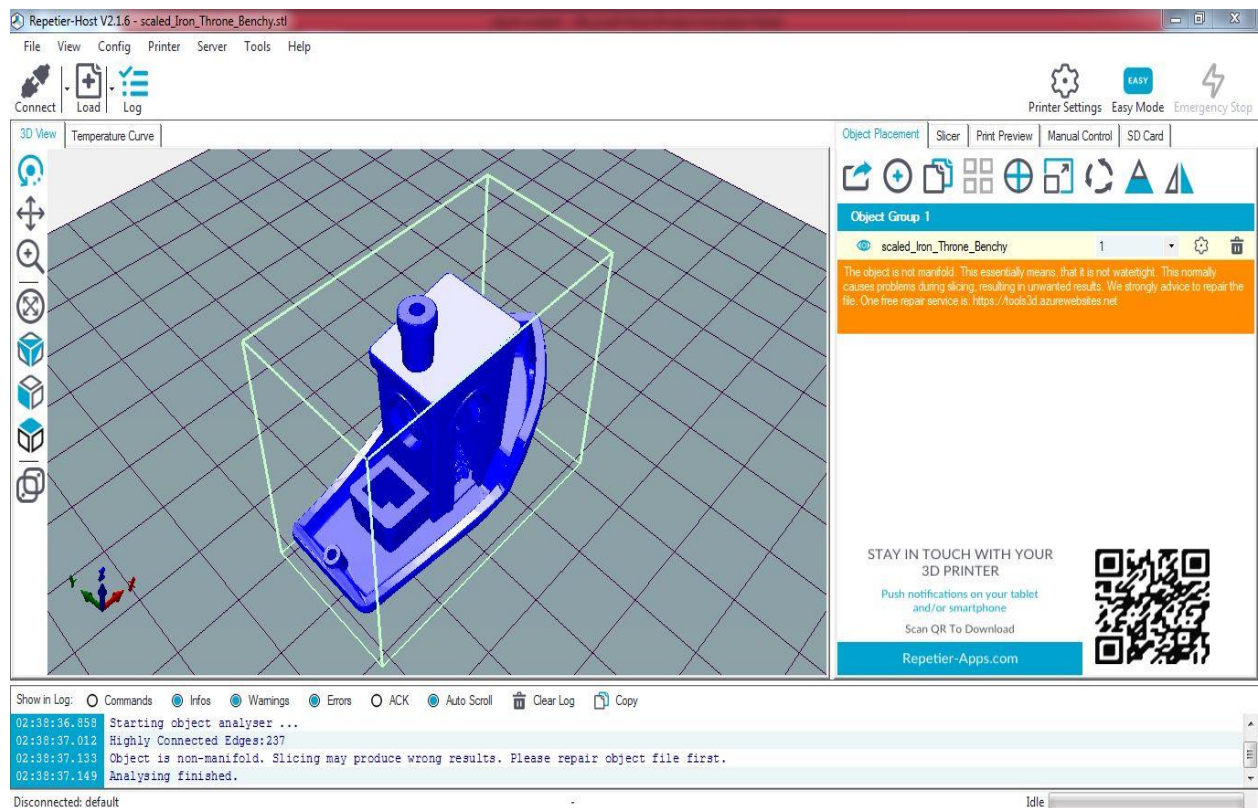 Repetier-Host V2.1.6 - scaled_Iron_Throne_Benchy.stl
File View Config Printer Server Tools Help
Connect Load Log
Printer Settings Easy Mode Emergency Stop
EASY
3D View Temperature Curve
Object Placement Slicer Print Preview Manual Control SD Card
Object Group 1
scaled_Iron_Throne_Benchy 1
The object is not manifold. This essentially means, that it is not watertight. This normally
causes problems during slicing, resulting in unwanted results. We strongly advice to repair the
file. One free repair service is: https://tools3d.azurewebsites.net
STAY IN TOUCH WITH YOUR
3D PRINTER
Push notifications on your tablet
and/or smartphone
Scan QR To Download
Repetier-Apps.com
Show in Log: Commands Infos Warnings Errors ACK Auto Scroll Clear Log Copy
02:38:36.858 Starting object analyser ...
02:38:37.012 Highly Connected Edges:237
02:38:37.133 Object is non-manifold. Slicing may produce wrong results. Please repair object file first.
02:38:37.149 Analysing finished.
Disconnected: default - Idle